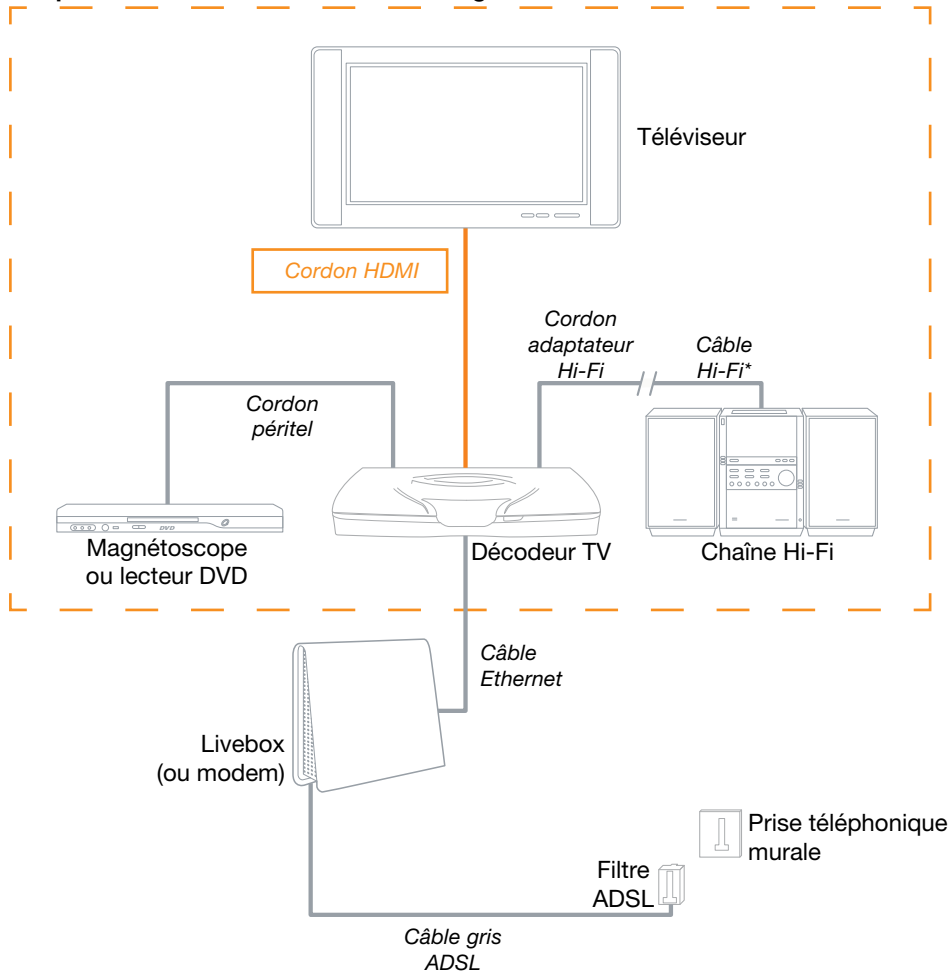 Téléviseur
Cordon HDMI
Cordon
adaptateur
Hi-Fi
Câble
Hi-Fi*
Cordon
péritel
DVD
Magnétoscope
ou lecteur DVD
Décodeur TV
Chaîne Hi-Fi
Câble
Ethernet
Livebox
(ou modem)
Prise téléphonique
murale
Filtre
ADSL
Câble gris
ADSL